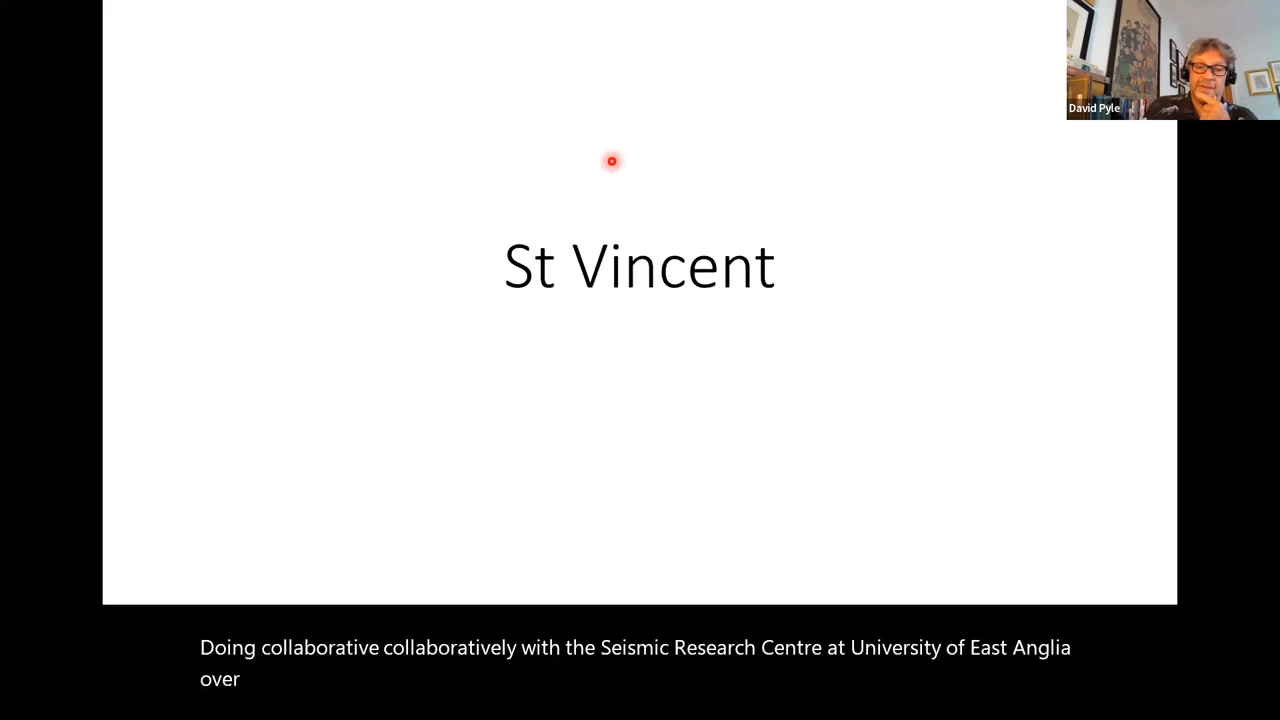 David Pyle
St Vincent
Doing collaborative collaboratively with the Seismic Research Centre at University of East Anglia
over